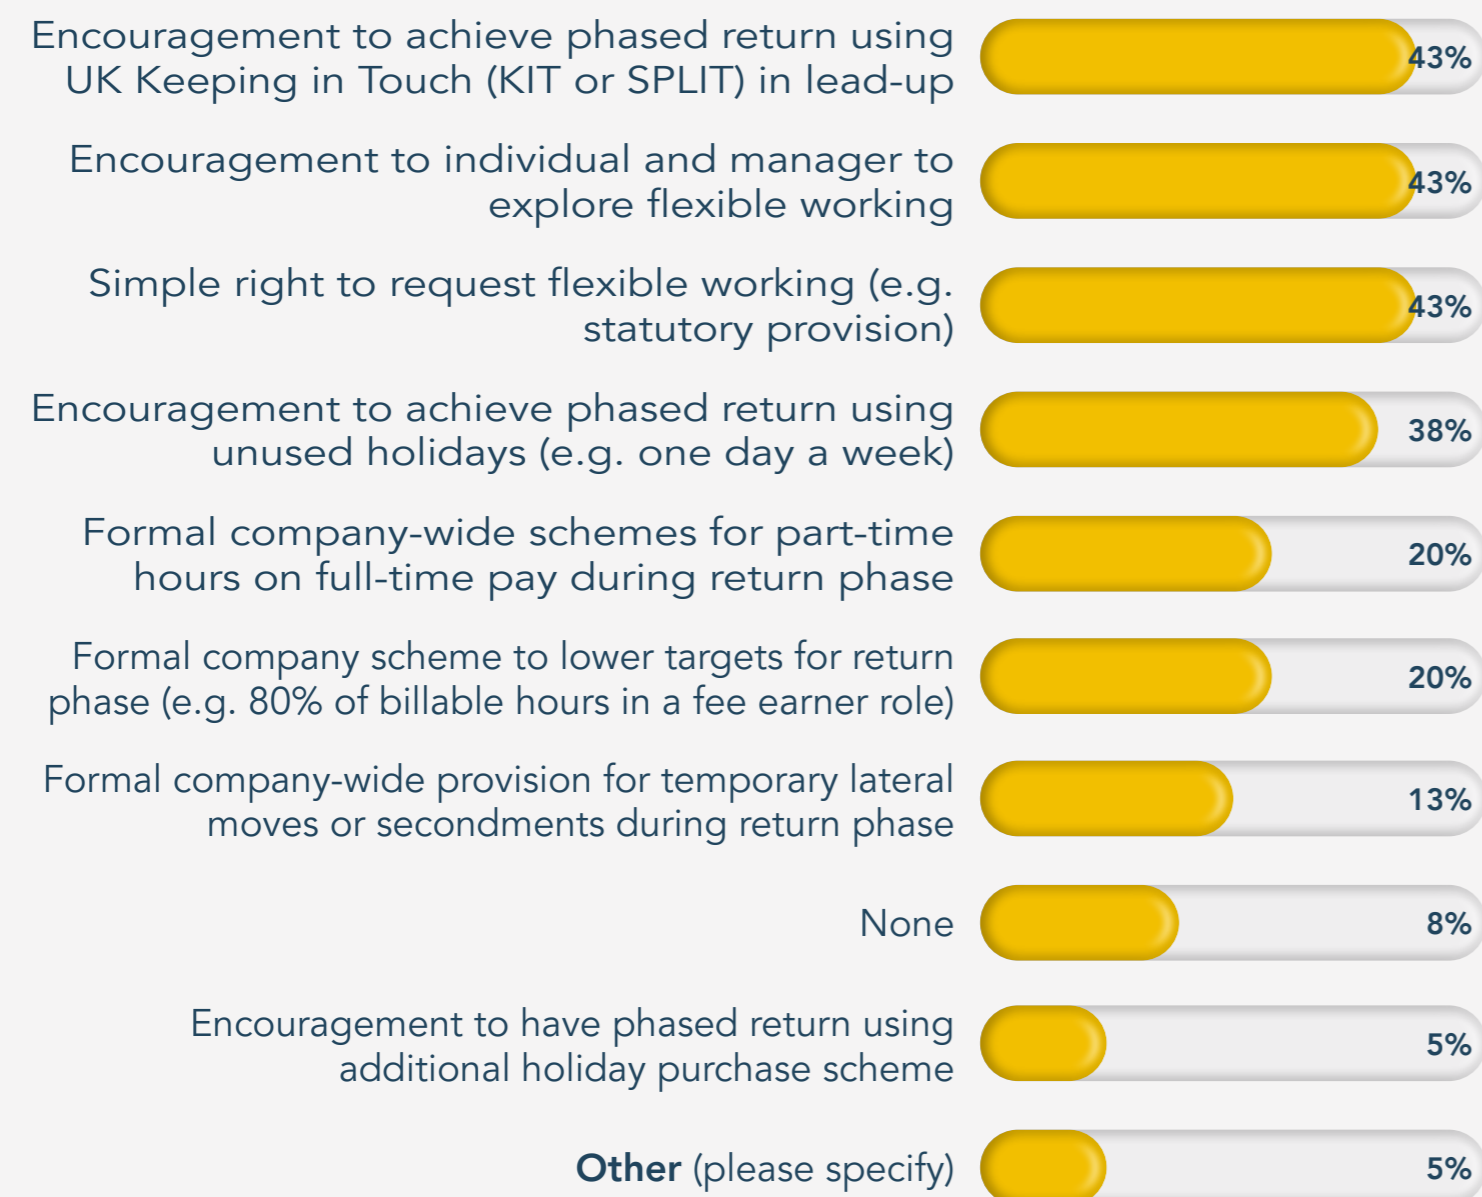 Encouragement to achieve phased return using
UK Keeping in Touch (KIT or SPLIT) in lead-up
43%
Encouragement to individual and manager to
explore flexible working
43%
Simple right to request flexible working (e.g.
statutory provision)
43%
Encouragement to achieve phased return using
unused holidays (e.g. one day a week)
38%
Formal company-wide schemes for part-time
hours on full-time pay during return phase
20%
Formal company scheme to lower targets for return
phase (e.g. 80% of billable hours in a fee earner role)
20%
Formal company-wide provision for temporary lateral
moves or secondments during return phase
13%
None
8%
Encouragement to have phased return using
additional holiday purchase scheme
5%
Other (please specify)
5%